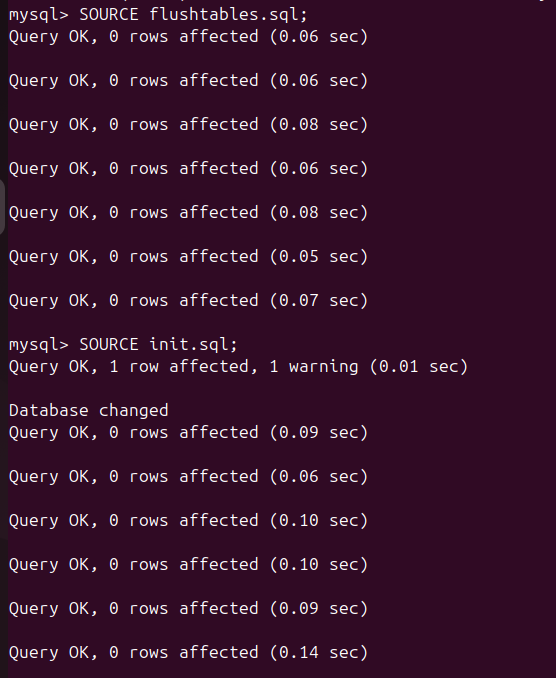 mysql> SOURCE flushtables.sql;
Query OK, 0 rows affected (0.06 sec)
Query OK, 0 rows affected (0.06 sec)
Query OK, 0 rows affected (0.08 sec)
Query OK, 0 rows affected (0.06 sec)
Query OK, 0 rows affected (0.08 sec)
Query OK, 0 rows affected (0.05 sec)
Query OK, 0 rows affected (0.07 sec)
mysql> SOURCE init.sql;
Query OK, 1 row affected, 1 warning (0.01 sec)
Database changed
Query OK, 0 rows affected (0.09 sec)
Query OK, 0 rows affected (0.06 sec)
Query OK, 0 rows affected (0.10 sec)
Query OK, 0 rows affected (0.10 sec)
Query OK, 0 rows affected (0.09 sec)
Query OK, 0 rows affected (0.14 sec)